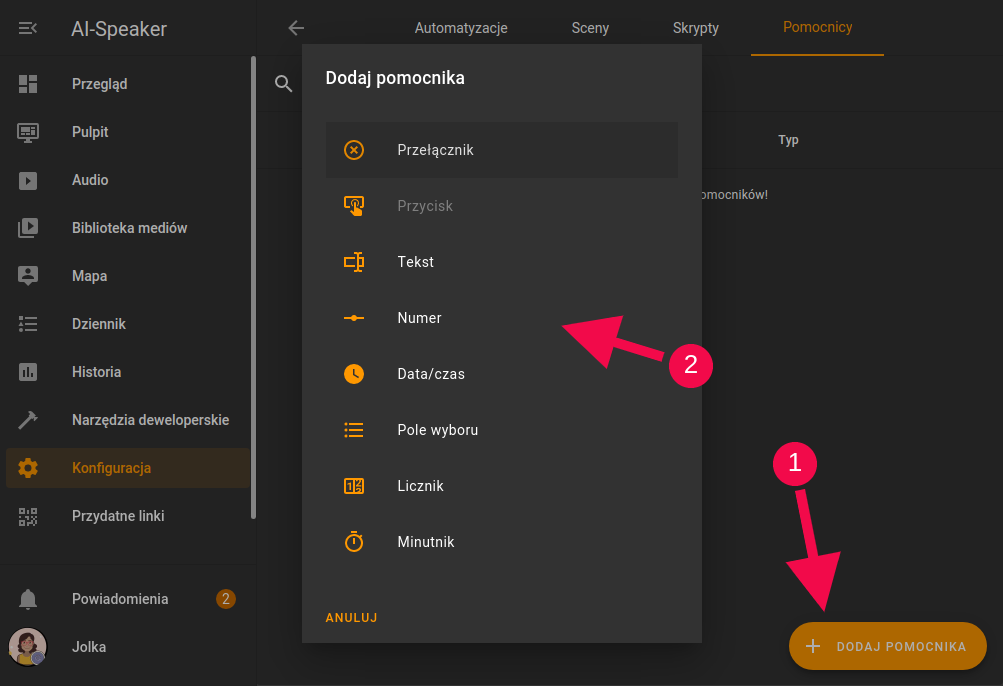 AI-Speaker
Przegląd
Pulpit
Audio
Biblioteka mediów
Mapa
Dziennik
Historia
Narzędzia deweloperskie
Konfiguracja
Przydatne linki
Powiadomienia 2
Jolka
Automatyzacje Sceny Skrypty Pomocnicy
Typ
omocników!
Dodaj pomocnika
Przełącznik
Przycisk
Tekst
Numer
Data/czas
Pole wyboru
Licznik
Minutnik
ANULUJ
2
1
DODAJ POMOCNIKA